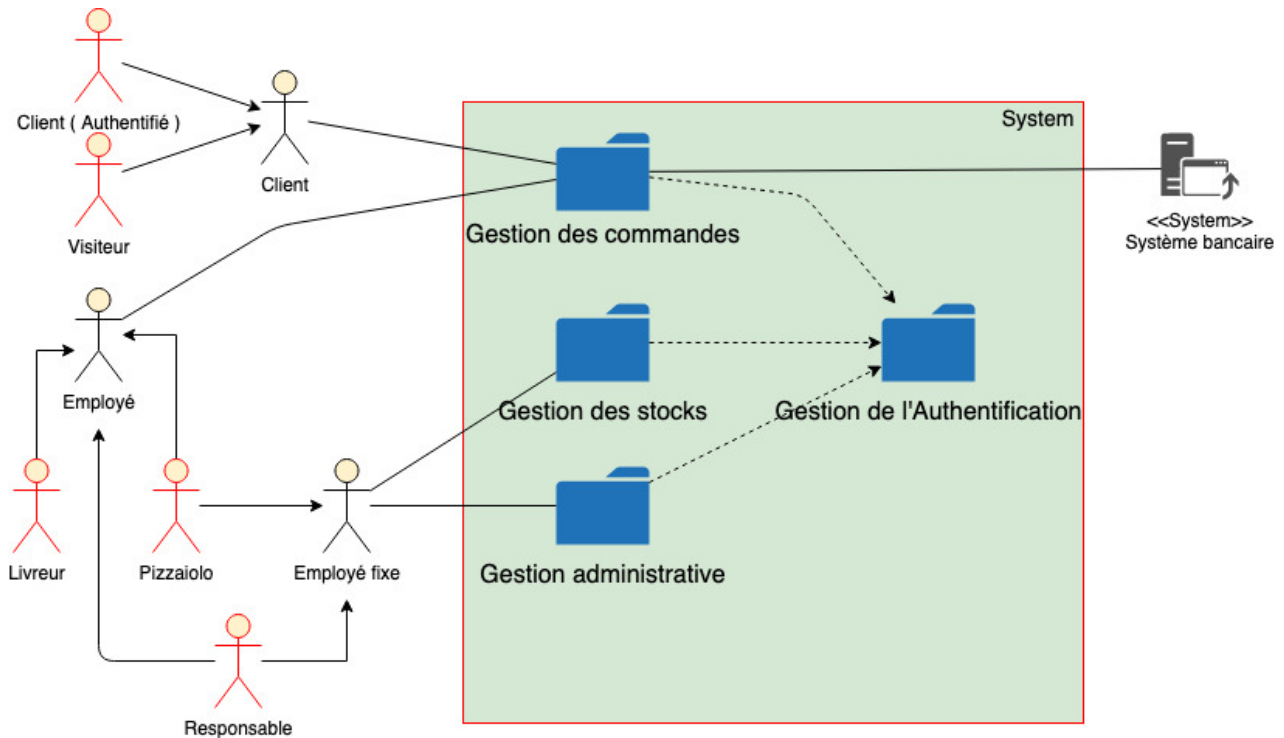 Client ( Authentifié )
Client
System
Visiteur
Gestion des commandes
<<System>>
Système bancaire
Employé
Gestion des stocks
Gestion de l'Authentification
Livreur
Pizzaiolo
Employé fixe
Gestion administrative
Responsable